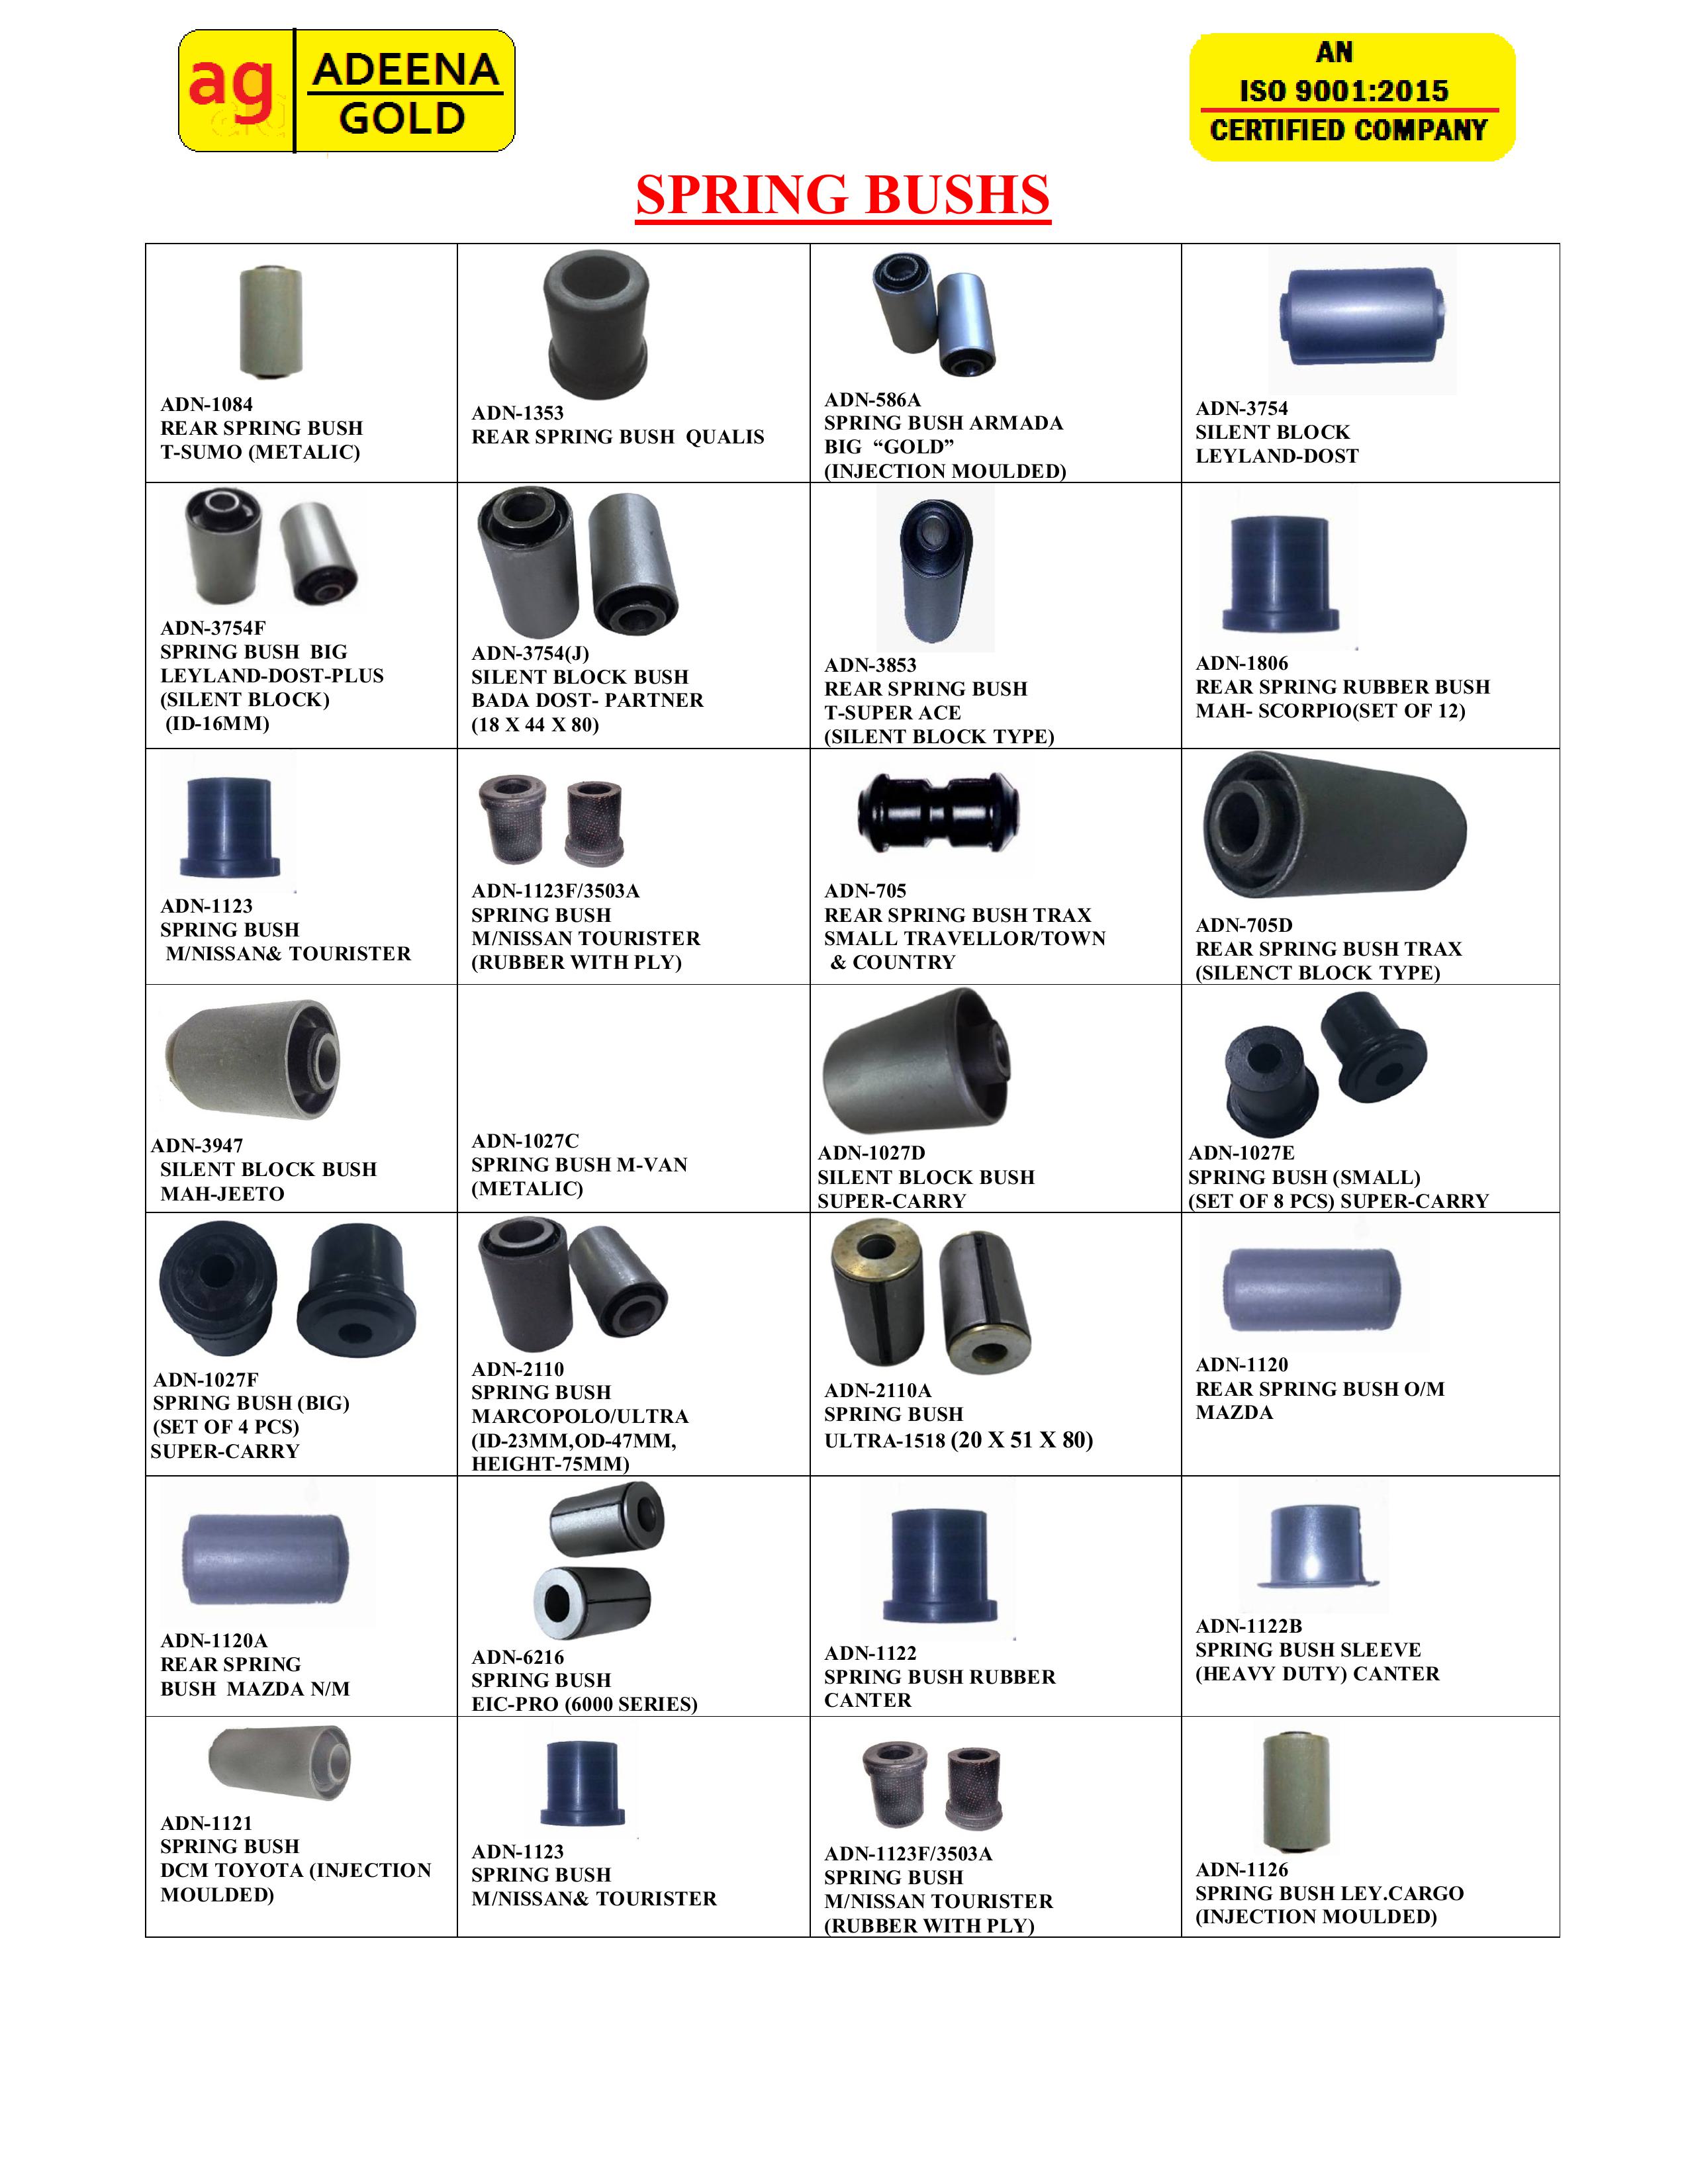 ag
ADEENA
GOLD
AN
ISO 9001:2015
CERTIFIED COMPANY
SPRING BUSHS
ADN-1084
REAR SPRING BUSH
T-SUMO (METALIC)
ADN-1353
REAR SPRING BUSH QUALIS
ADN-586A
SPRING BUSH ARMADA
BIG “GOLD”
(INJECTION MOULDED)
ADN-3754
SILENT BLOCK
LEYLAND-DOST
ADN-3754F
SPRING BUSH BIG
LEYLAND-DOST-PLUS
(SILENT BLOCK)
(ID-16MM)
ADN-3754(J)
SILENT BLOCK BUSH
BADA DOST- PARTNER
(18 X 44 X 80)
ADN-3853
REAR SPRING BUSH
T-SUPER ACE
(SILENT BLOCK TYPE)
ADN-1806
REAR SPRING RUBBER BUSH
MAH- SCORPIO(SET OF 12)
ADN-1123
SPRING BUSH
M/NISSAN& TOURISTER
ADN-1123F/3503A
SPRING BUSH
M/NISSAN TOURISTER
(RUBBER WITH PLY)
ADN-705
REAR SPRING BUSH TRAX
SMALL TRAVELLOR/TOWN
& COUNTRY
ADN-705D
REAR SPRING BUSH TRAX
(SILENCT BLOCK TYPE)
ADN-3947
SILENT BLOCK BUSH
MAH-JEETO
ADN-1027C
SPRING BUSH M-VAN
(METALIC)
ADN-1027D
SILENT BLOCK BUSH
SUPER-CARRY
ADN-1027E
SPRING BUSH (SMALL)
(SET OF 8 PCS) SUPER-CARRY
ADN-1027F
SPRING BUSH (BIG)
(SET OF 4 PCS)
SUPER-CARRY
ADN-2110
SPRING BUSH
MARCOPOLO/ULTRA
(ID-23MM,OD-47MM,
HEIGHT-75MM)
ADN-2110A
SPRING BUSH
ULTRA-1518 (20 X 51 X 80)
ADN-1120
REAR SPRING BUSH O/M
MAZDA
ADN-1120A
REAR SPRING
BUSH MAZDA N/M
ADN-6216
SPRING BUSH
EIC-PRO (6000 SERIES)
ADN-1122
SPRING BUSH RUBBER
CANTER
ADN-1122B
SPRING BUSH SLEEVE
(HEAVY DUTY) CANTER
ADN-1121
SPRING BUSH
DCM TOYOTA (INJECTION
MOULDED)
ADN-1123
SPRING BUSH
M/NISSAN& TOURISTER
ADN-1123F/3503A
SPRING BUSH
M/NISSAN TOURISTER
(RUBBER WITH PLY)
ADN-1126
SPRING BUSH LEY.CARGO
(INJECTION MOULDED)